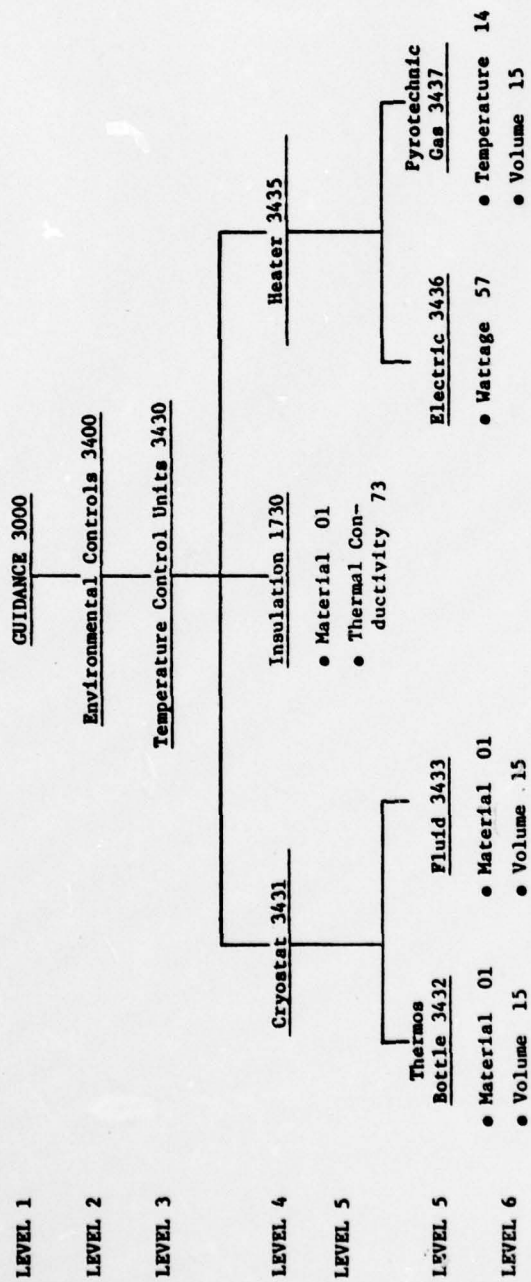 LEVEL 1
GUIDANCE 3000
LEVEL 2
Environmental Controls 3400
LEVEL 3
Temperature Control Units 3430
LEVEL 4
Cryostat 3431
Insulation 1730
Heater 3435
LEVEL 5
• Material 01
• Thermal Con-
ductivity 73
LEVEL 5
Thermos
Bottle 3432
Fluid 3433
Electric 3436
Pyrotechnic
Gas 3437
LEVEL 6
• Material 01
• Volume 15
• Material 01
• Volume 15
• Wattage 57
• Temperature 14
• Volume 15